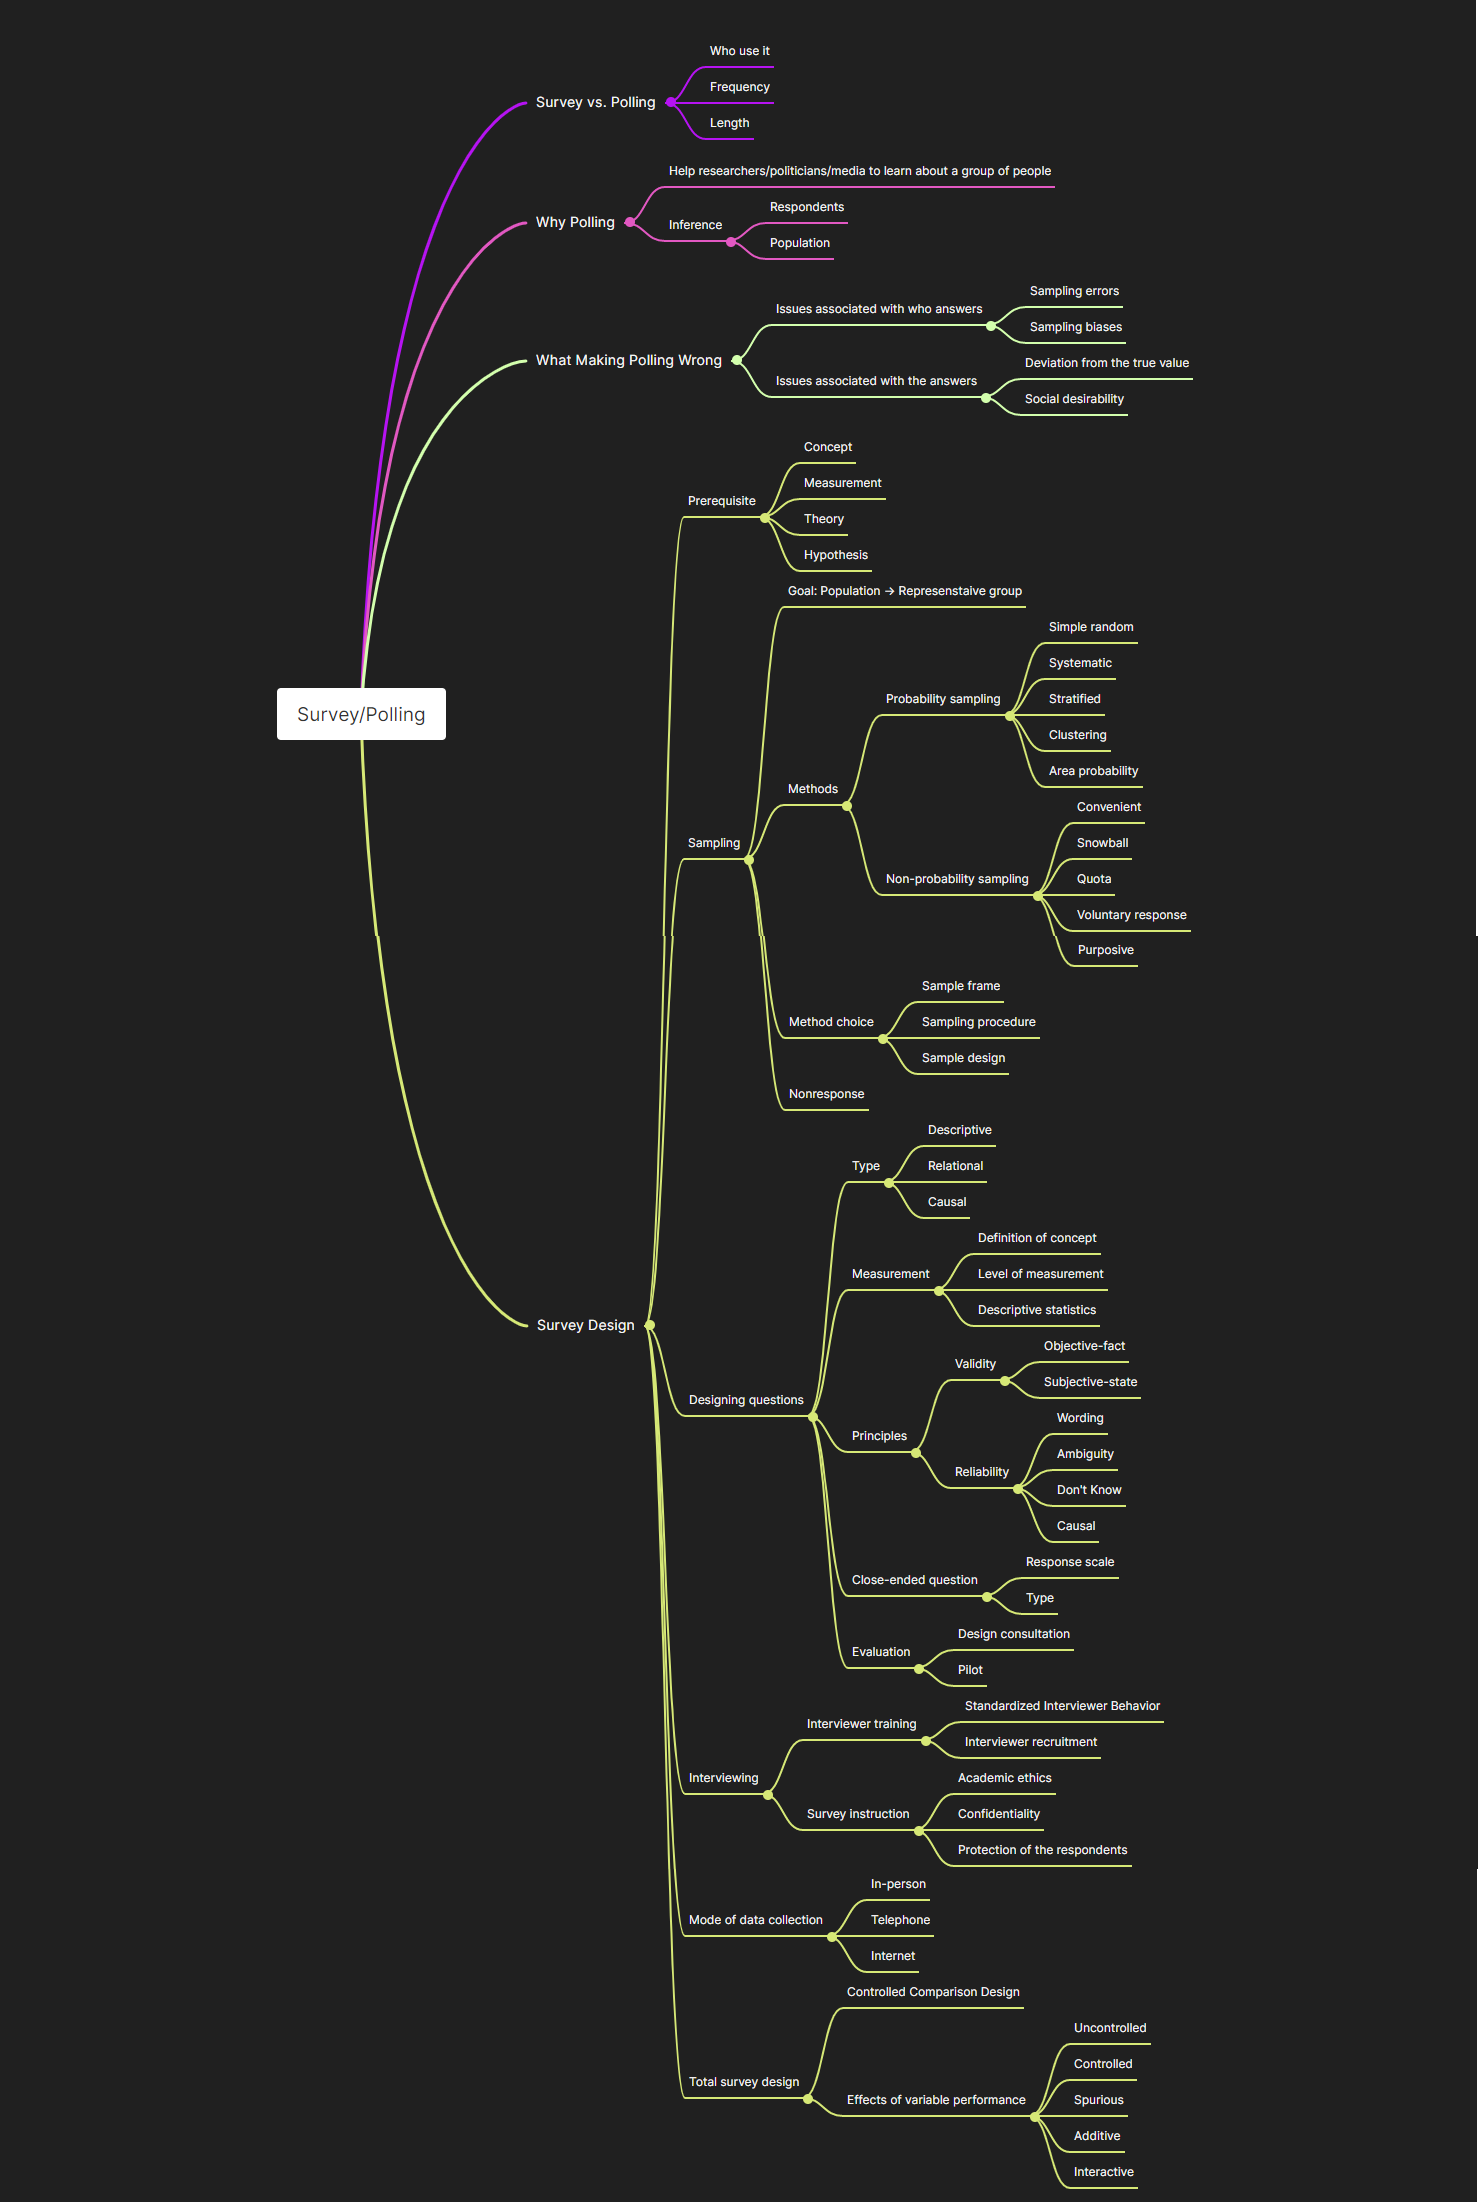 Survey/Polling
Survey vs. Polling
Who use it
Frequency
Length
Why Polling
Help researchers/politicians/media to learn about a group of people
Inference
Respondents
Population
What Making Polling Wrong
Issues associated with who answers
Sampling errors
Sampling biases
Issues associated with the answers
Deviation from the true value
Social desirability
Survey Design
Prerequisite
Concept
Measurement
Theory
Hypothesis
Sampling
Goal: Population → Represenstaive group
Methods
Probability sampling
Simple random
Systematic
Stratified
Clustering
Area probability
Non-probability sampling
Convenient
Snowball
Quota
Voluntary response
Purposive
Method choice
Sample frame
Sampling procedure
Sample design
Nonresponse
Designing questions
Type
Descriptive
Relational
Causal
Measurement
Definition of concept
Level of measurement
Descriptive statistics
Principles
Validity
Objective-fact
Subjective-state
Reliability
Wording
Ambiguity
Don't Know
Causal
Close-ended question
Response scale
Type
Evaluation
Design consultation
Pilot
Interviewing
Interviewer training
Standardized Interviewer Behavior
Interviewer recruitment
Survey instruction
Academic ethics
Confidentiality
Protection of the respondents
Mode of data collection
In-person
Telephone
Internet
Total survey design
Controlled Comparison Design
Effects of variable performance
Uncontrolled
Controlled
Spurious
Additive
Interactive